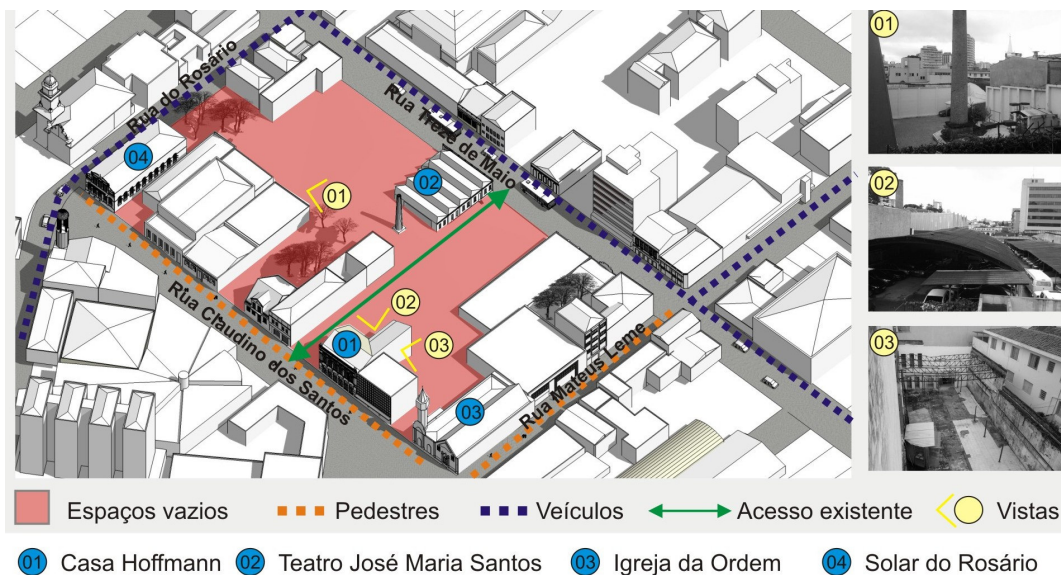 01
Rua do Rosário
Rua Treze de Maio
04
02
01
02
02
03
01
03
Rua Claudino dos Santos
Rua Mateus Leme
03
Espaços vazios
Pedestres
Veículos
Acesso existente
Vistas
01 Casa Hoffmann
02 Teatro José Maria Santos
03 Igreja da Ordem
04 Solar do Rosário